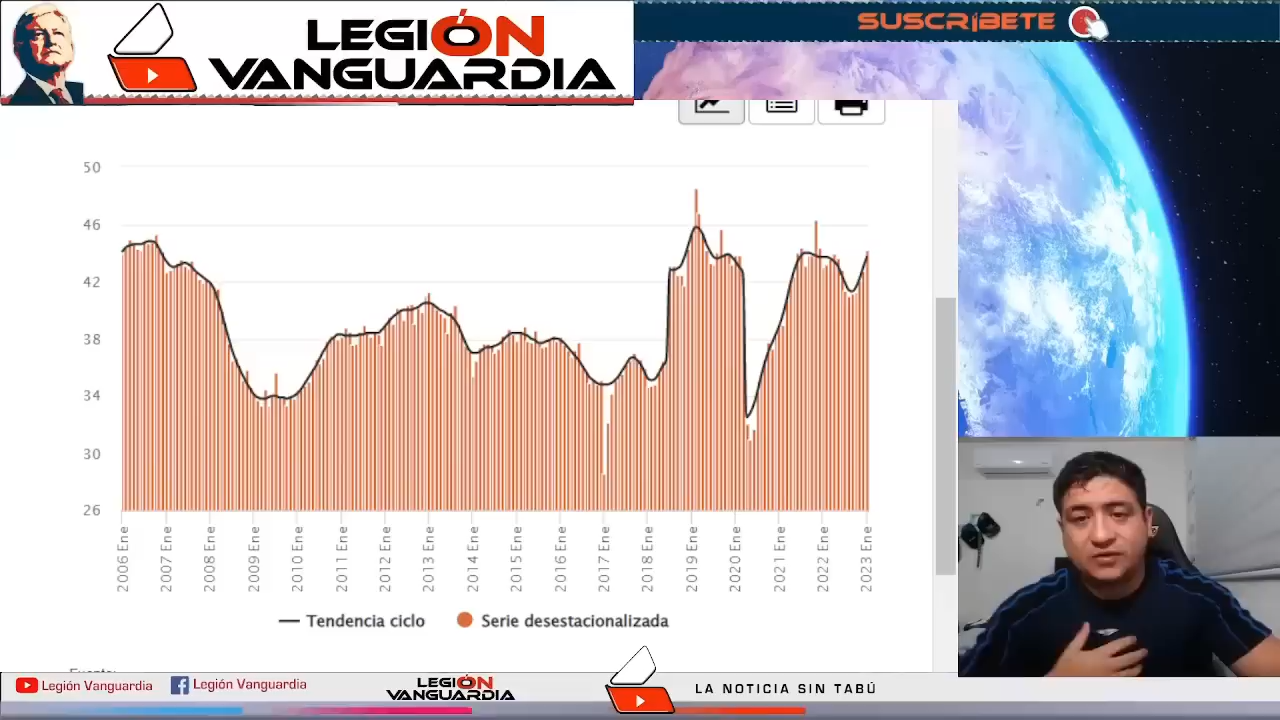 LEGIÓN
VANGUARDIA
SUSCRÍBETE
50
46
42
38
34
30
26
2006 Ene
2007 Ene
2008 Ene
2009 Ene
2010 Ene
2011 Ene
2012 Ene
2013 Ene
2014 Ene
2015 Ene
2016 Ene
2017 Ene
2018 Ene
2019 Ene
2020 Ene
2021 Ene
2022 Ene
2023 Ene
Tendencia ciclo
Serie desestacionalizada
Legión Vanguardia
Legión Vanguardia
LEGIÓN
VANGUARDIA
LA NOTICIA SIN TABÚ